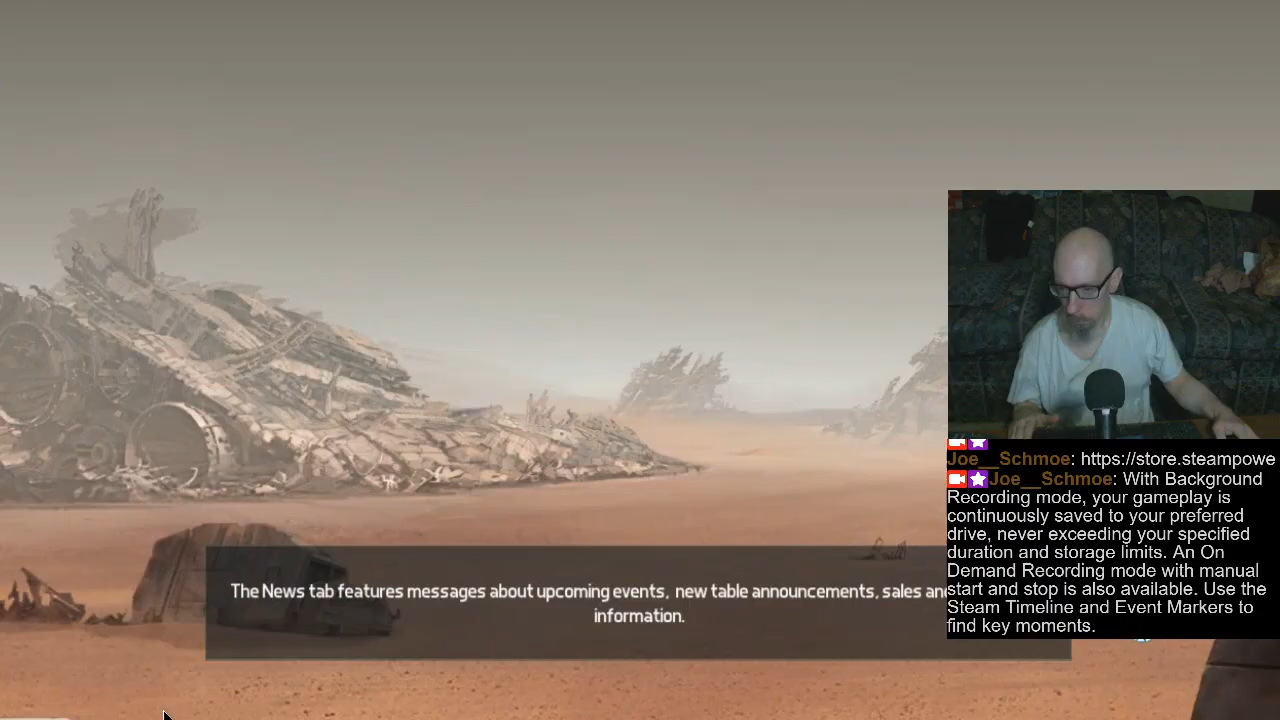 The News tab features messages about upcoming events, new table announcements, sales an
information.
Joe__Schmoe: https://store.steampowe
Joe__Schmoe: With Background
Recording mode, your gameplay is
continuously saved to your preferred
drive, never exceeding your specified
duration and storage limits. An On
Demand Recording mode with manual
start and stop is also available. Use the
Steam Timeline and Event Markers to
find key moments.